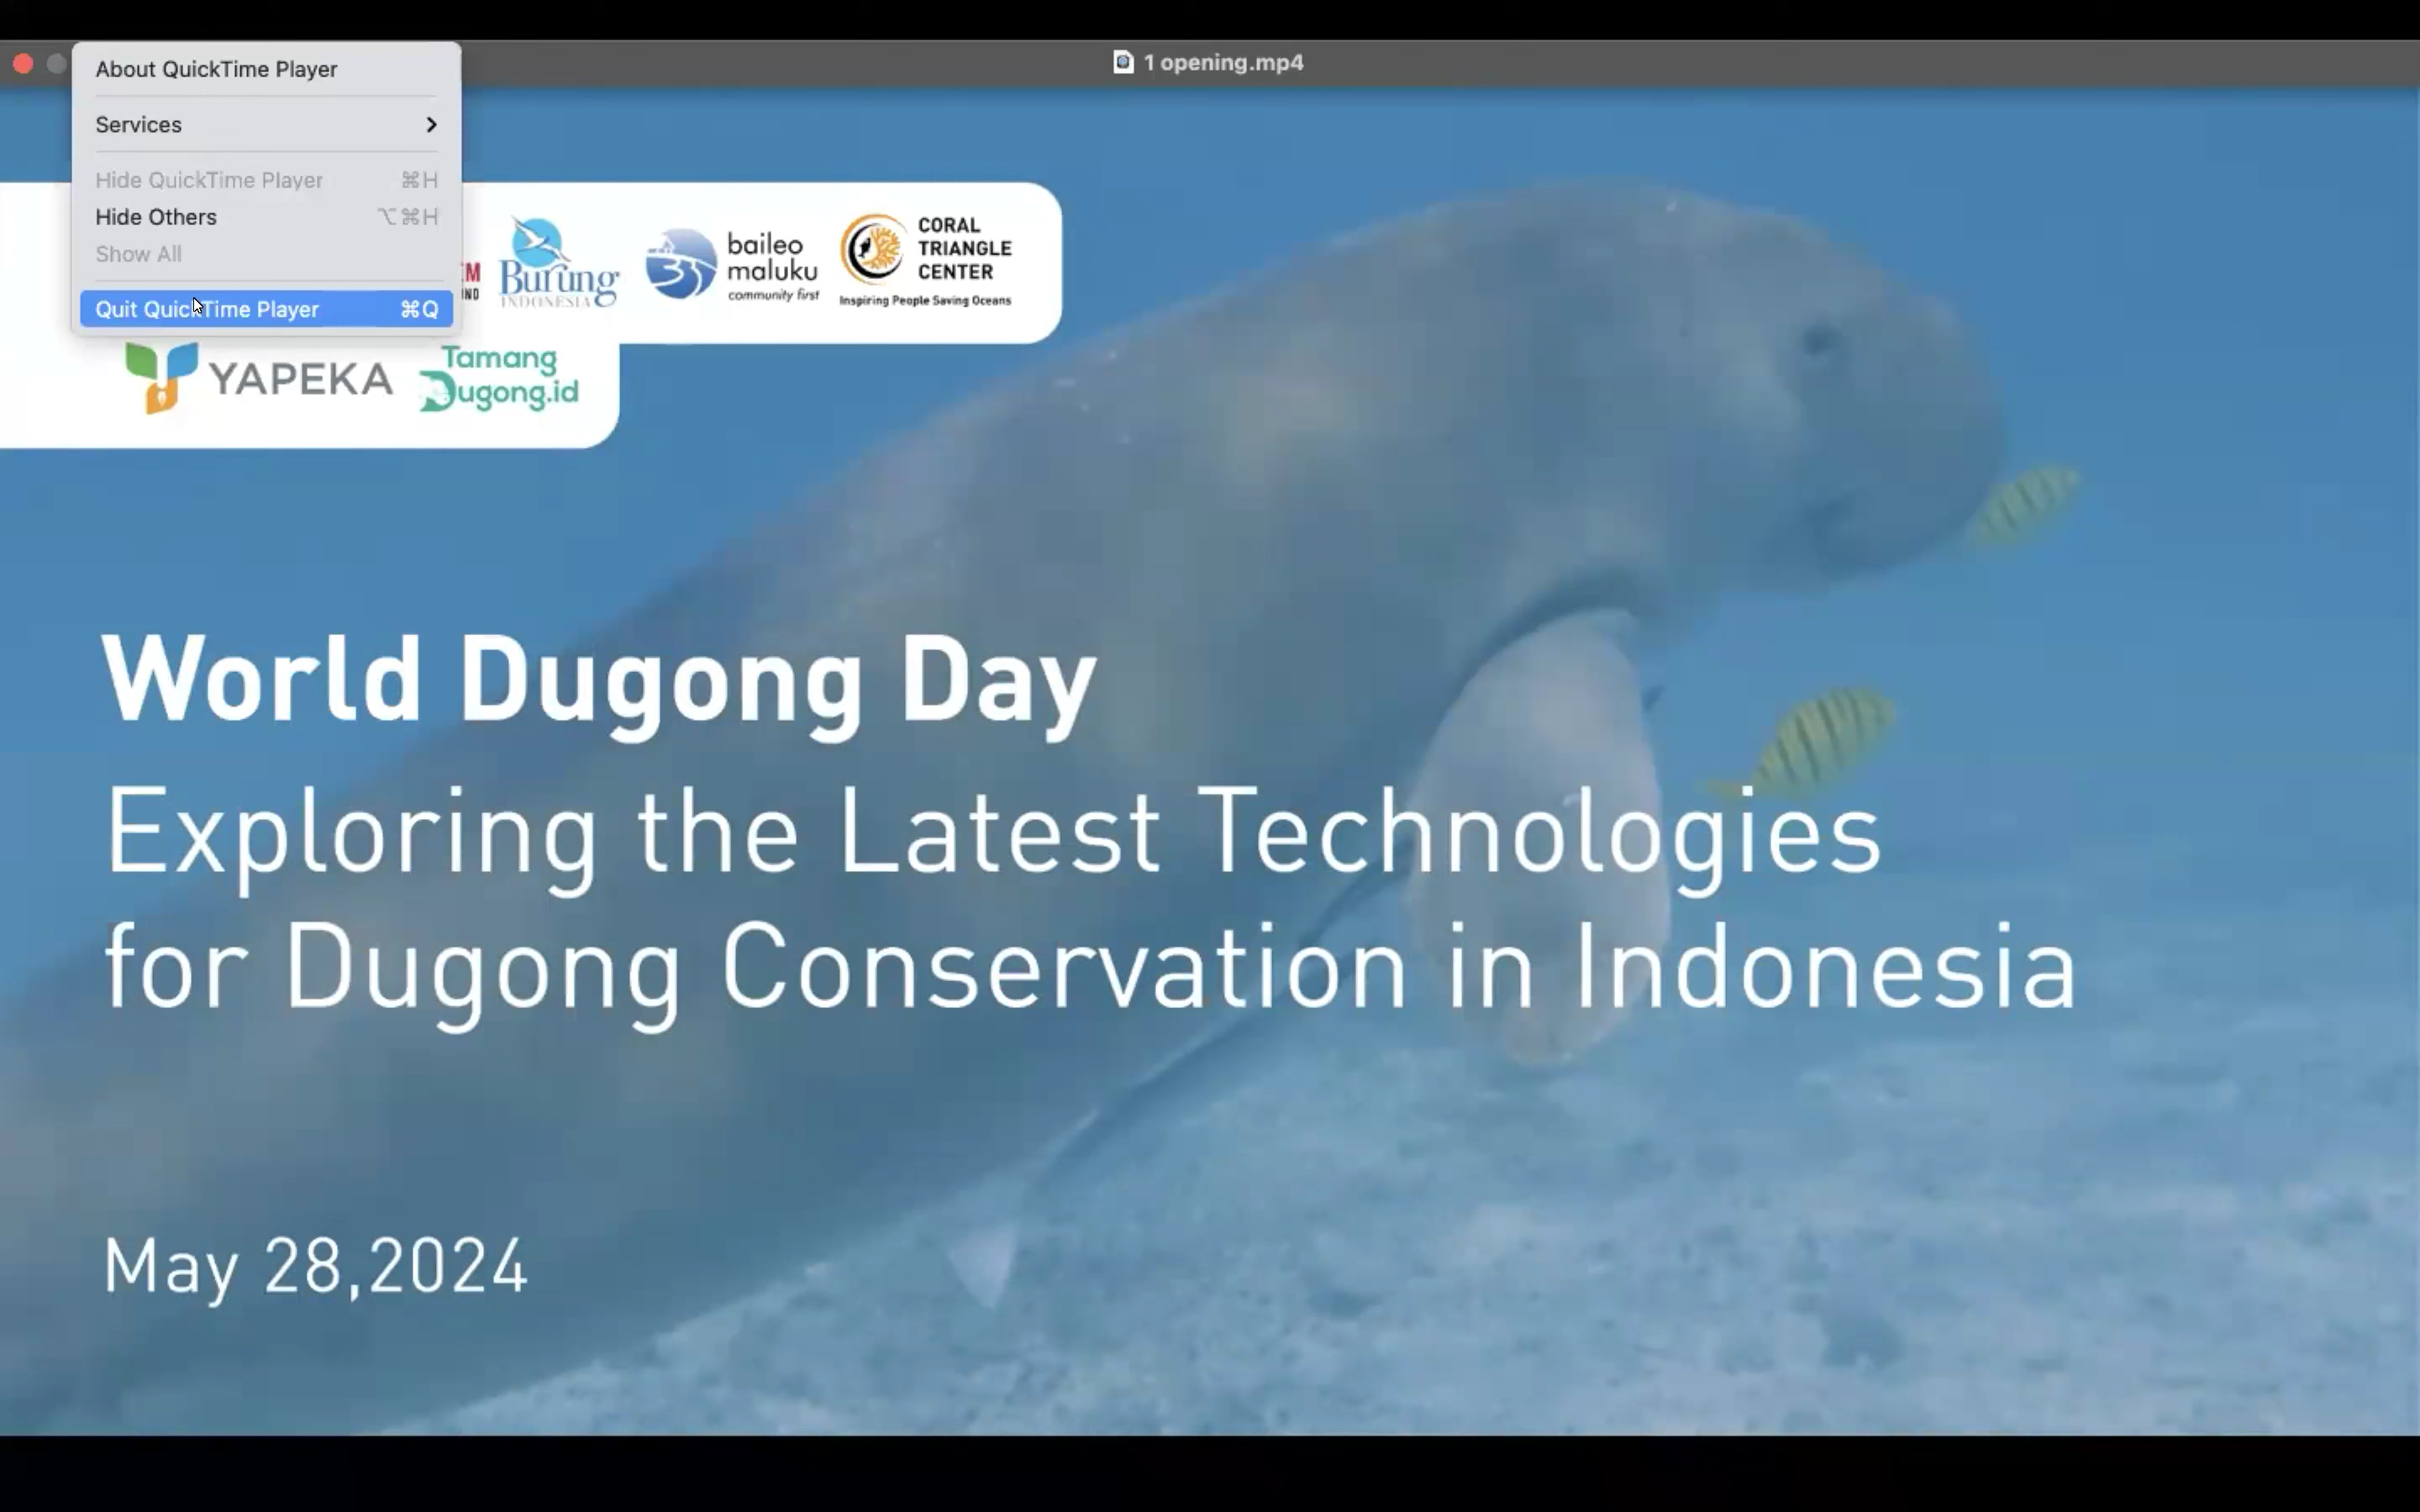 1 opening.mp4
About QuickTime Player
Services
Hide QuickTime Player ⌘H
Hide Others ⌥⌘H
Show All
Quit QuickTime Player ⌘Q
Burung
INDONESIA
baileo
maluku
community first
CORAL
TRIANGLE
CENTER
Inspiring People Saving Oceans
YAPEKA
Tamang
Dugong.id
World Dugong Day
Exploring the Latest Technologies
for Dugong Conservation in Indonesia
May 28,2024